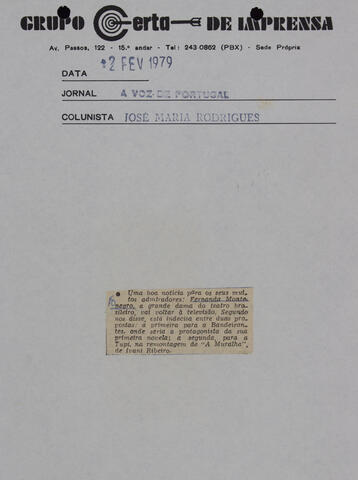 GRUPO Certa DE IMPRENSA
Av. Passos, 122 - 15.º andar - Tel: 243 0862 (PBX) - Sede Própria
DATA 2 FEV 1979
JORNAL A VOZ DE PORTUGAL
COLUNISTA JOSÉ MARIA RODRIGUES
● Uma boa notícia para os seus mui-
tos admiradores: Fernanda Monte-
negro, a grande dama do teatro bra-
sileiro, vai voltar à televisão. Segundo
nos disse, está indecisa entre duas pro-
postas: a primeira para a Bandeiran-
tes, onde seria a protagonista da sua
primeira novela; a segunda, para a
Tupi, na remontagem de "A Muralha",
de Ivani Ribeiro.